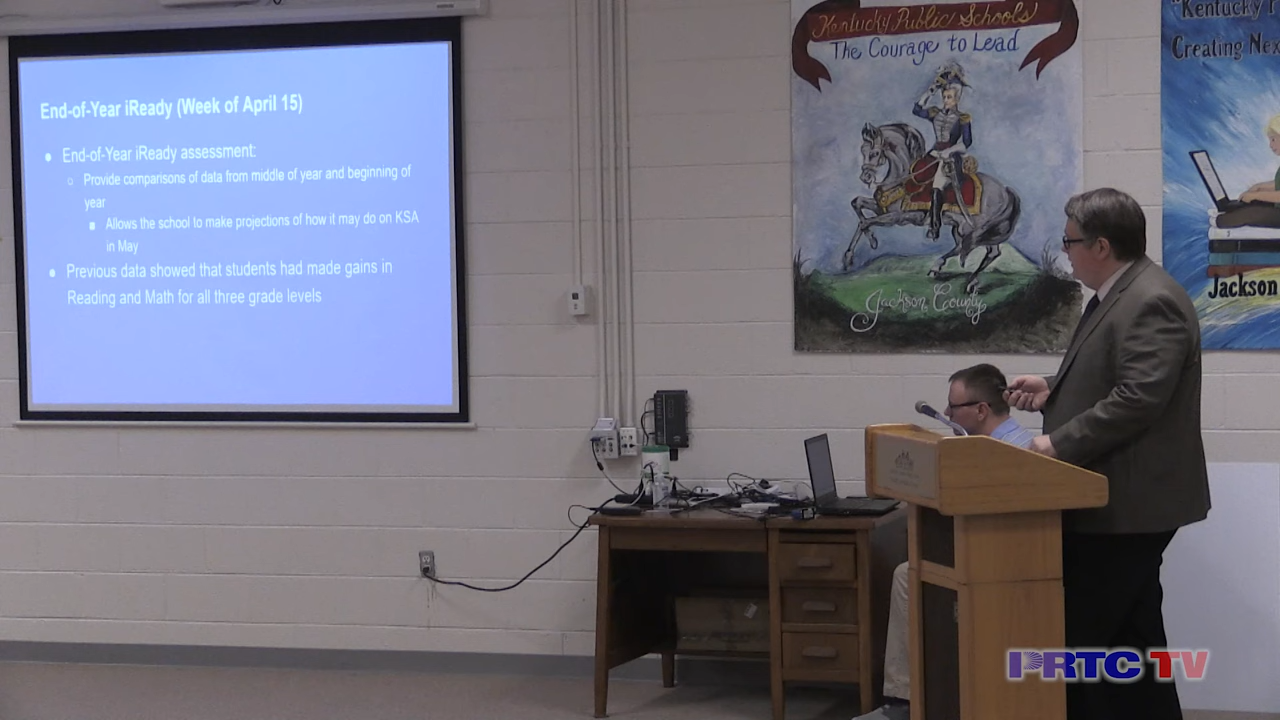 End-of-Year iReady (Week of April 15)
End-of-Year iReady assessment:
Provide comparisons of data from middle of year and beginning of
year
Allows the school to make projections of how it may do on KSA
in May
Previous data showed that students had made gains in
Reading and Math for all three grade levels
Kentucky Public Schools
The Courage to Lead
Jackson County
"Kentucky
Creating
Jackson
PRTC TV